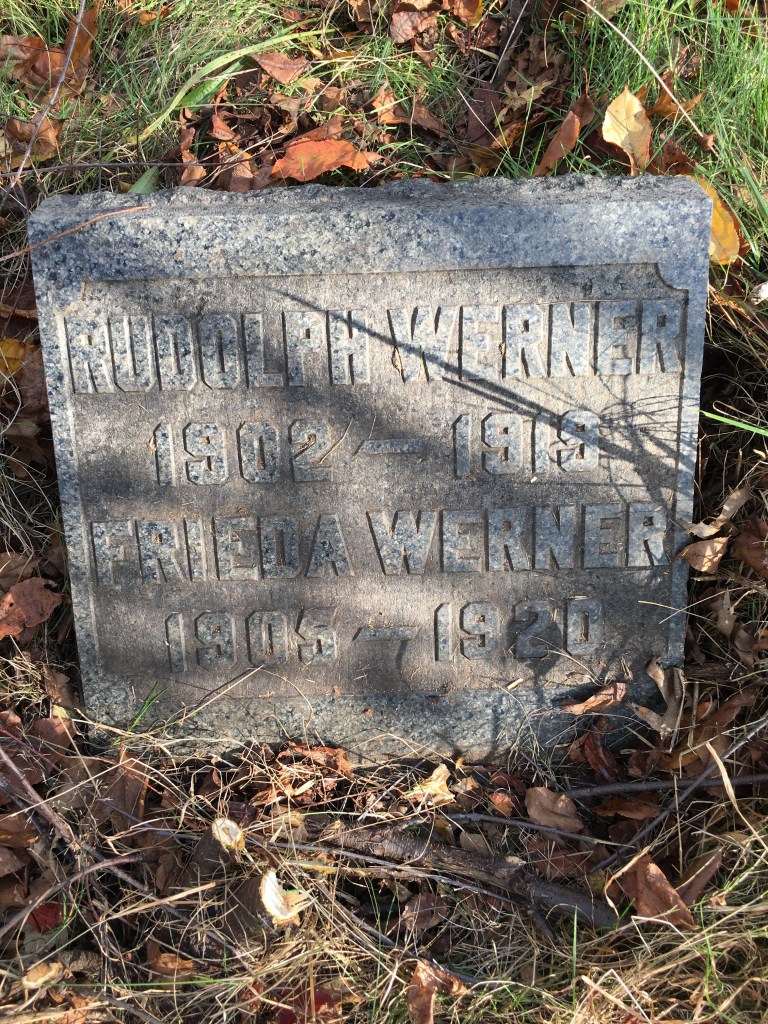 RUDOLPH WERNER
1902 — 1919
FRIEDA WERNER
1905 — 1920